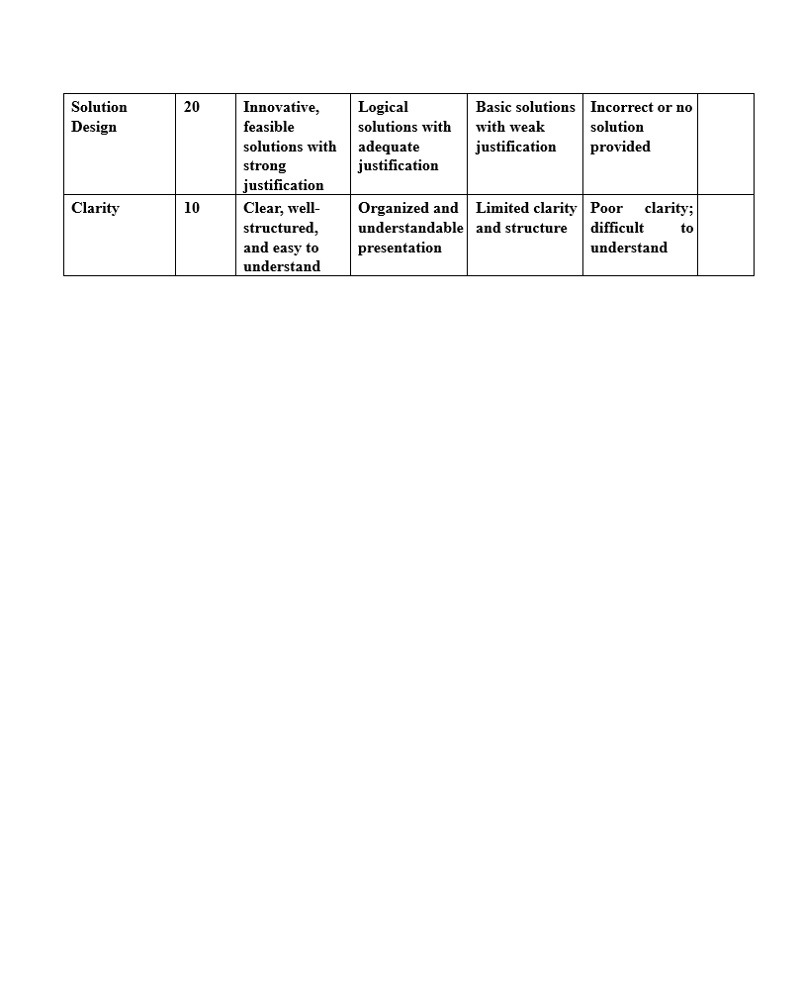 Solution
Design
20
Innovative,
feasible
solutions with
strong
justification
Logical
solutions with
adequate
justification
Basic solutions
with weak
justification
Incorrect or no
solution
provided
Clarity
10
Clear, well-
structured,
and easy to
understand
Organized and
understandable
presentation
Limited clarity
and structure
Poor clarity;
difficult to
understand